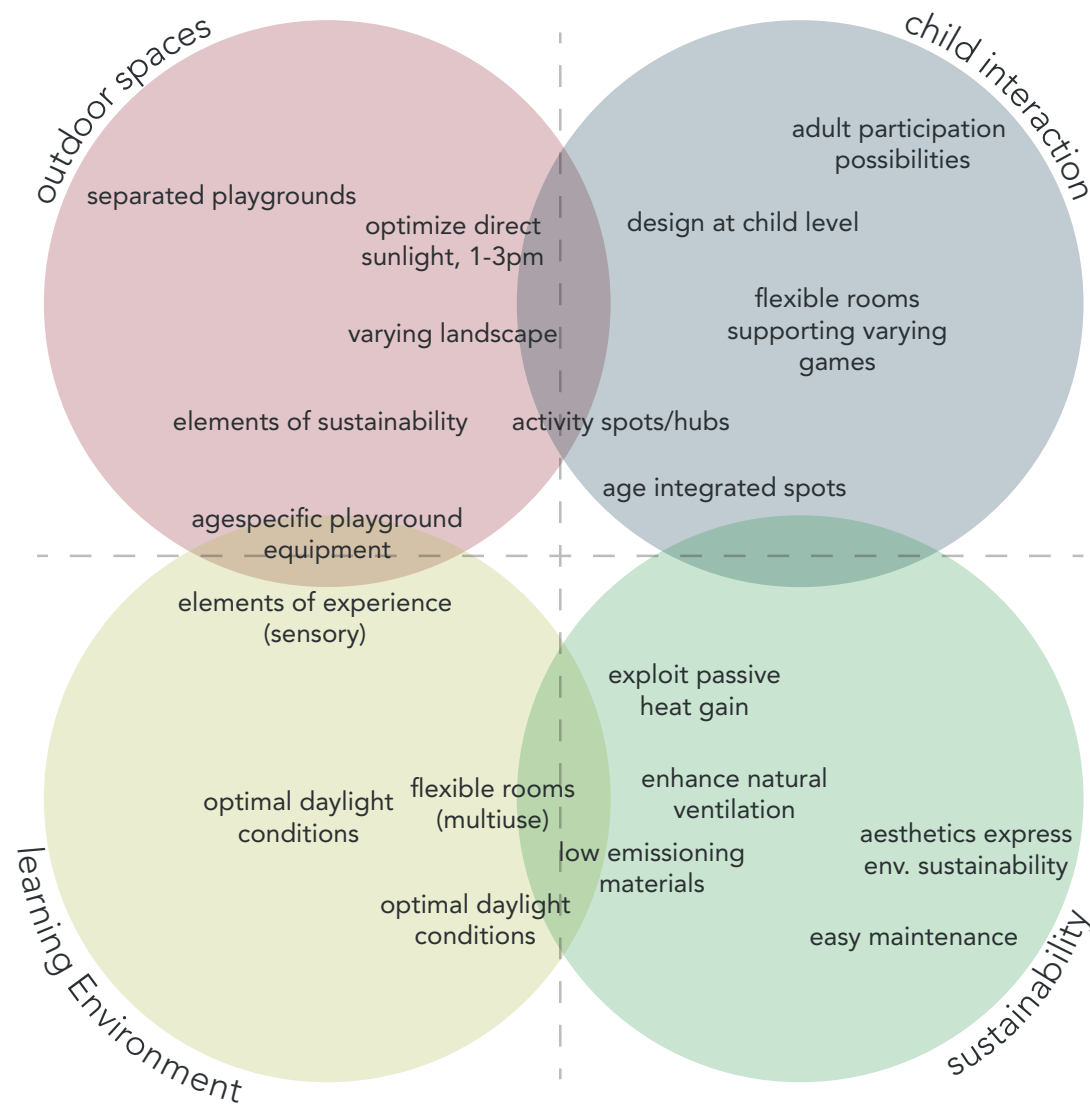 outdoor spaces
child interaction
adult participation
possibilities
separated playgrounds
optimize direct
sunlight, 1-3pm
design at child level
flexible rooms
supporting varying
games
varying landscape
elements of sustainability
activity spots/hubs
age integrated spots
agespecific playground
equipment
elements of experience
(sensory)
exploit passive
heat gain
optimal daylight
conditions
flexible rooms
(multiuse)
enhance natural
ventilation
low emissioning
materials
aesthetics express
env. sustainability
optimal daylight
conditions
easy maintenance
learning Environment
sustainability